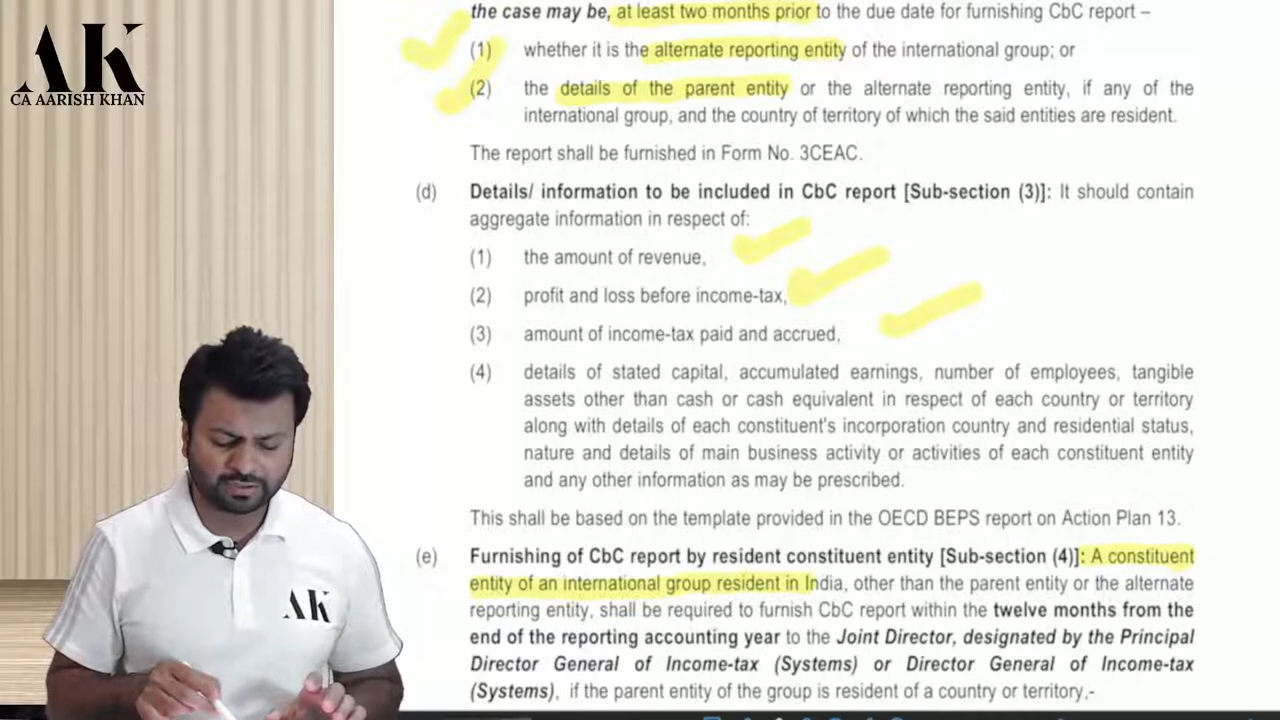 AK
CA AARISH KHAN
AK
the case may be, at least two months prior to the due date for furnishing CbC report –
(1) whether it is the alternate reporting entity of the international group; or
(2) the details of the parent entity or the alternate reporting entity, if any of the
international group, and the country of territory of which the said entities are resident.
The report shall be furnished in Form No. 3CEAC.
(d) Details/ information to be included in CbC report [Sub-section (3)]: It should contain
aggregate information in respect of:
(1) the amount of revenue,
(2) profit and loss before income-tax,
(3) amount of income-tax paid and accrued,
(4) details of stated capital, accumulated earnings, number of employees, tangible
assets other than cash or cash equivalent in respect of each country or territory
along with details of each constituent's incorporation country and residential status,
nature and details of main business activity or activities of each constituent entity
and any other information as may be prescribed.
This shall be based on the template provided in the OECD BEPS report on Action Plan 13.
(e) Furnishing of CbC report by resident constituent entity [Sub-section (4)]: A constituent
entity of an international group resident in India, other than the parent entity or the alternate
reporting entity, shall be required to furnish CbC report within the twelve months from the
end of the reporting accounting year to the Joint Director, designated by the Principal
Director General of Income-tax (Systems) or Director General of Income-tax
(Systems), if the parent entity of the group is resident of a country or territory,-